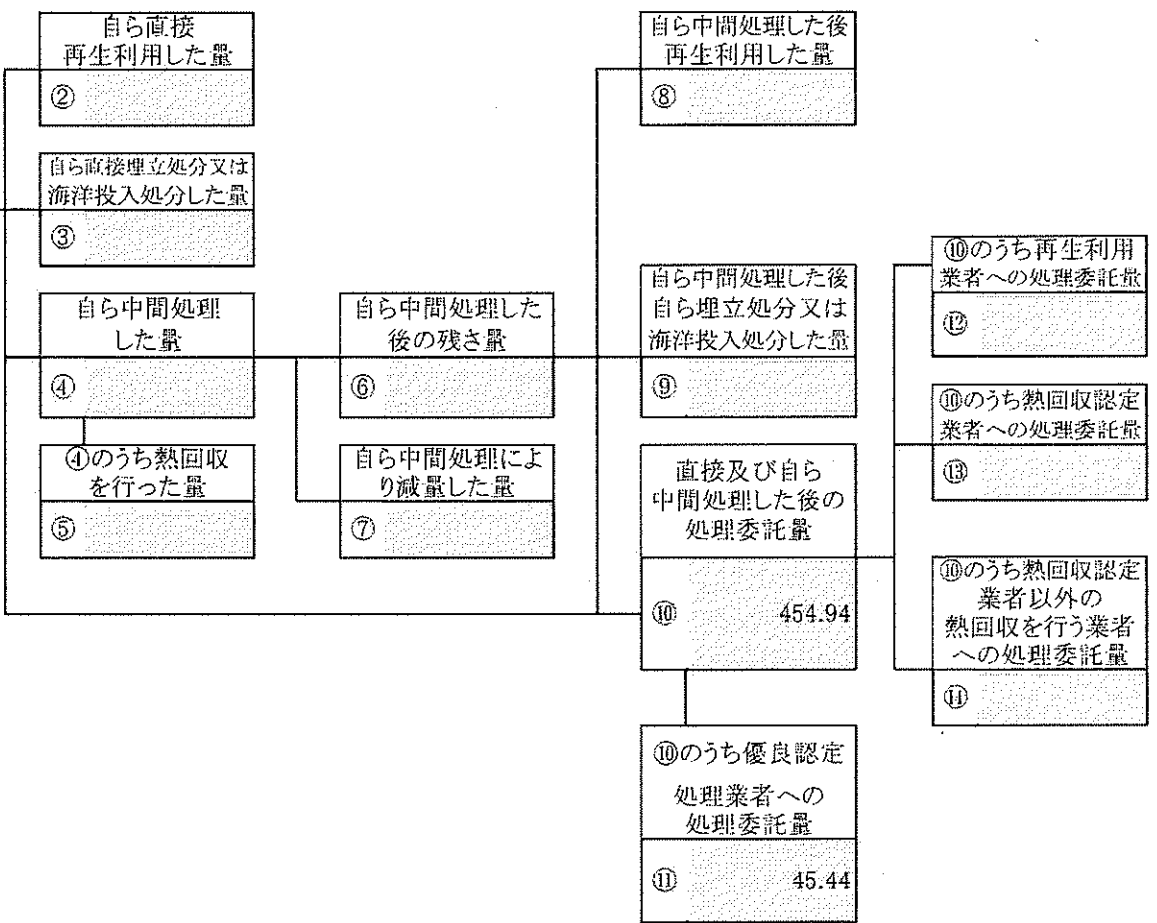 自ら直接
再生利用した量
②
自ら直接埋立処分又は
海洋投入処分した量
③
自ら中間処理
した量
④
④のうち熱回収
を行った量
⑤
自ら中間処理した
後の残さ量
⑥
自ら中間処理によ
り減量した量
⑦
自ら中間処理した後
再生利用した量
⑧
自ら中間処理した後
自ら埋立処分又は
海洋投入処分した量
⑨
直接及び自ら
中間処理した後の
処理委託量
⑩ 454.94
⑩のうち優良認定
処理業者への
処理委託量
⑪ 45.44
⑩のうち再生利用
業者への処理委託量
⑫
⑩のうち熱回収認定
業者への処理委託量
⑬
⑩のうち熱回収認定
業者以外の
熱回収を行う業者
への処理委託量
⑭